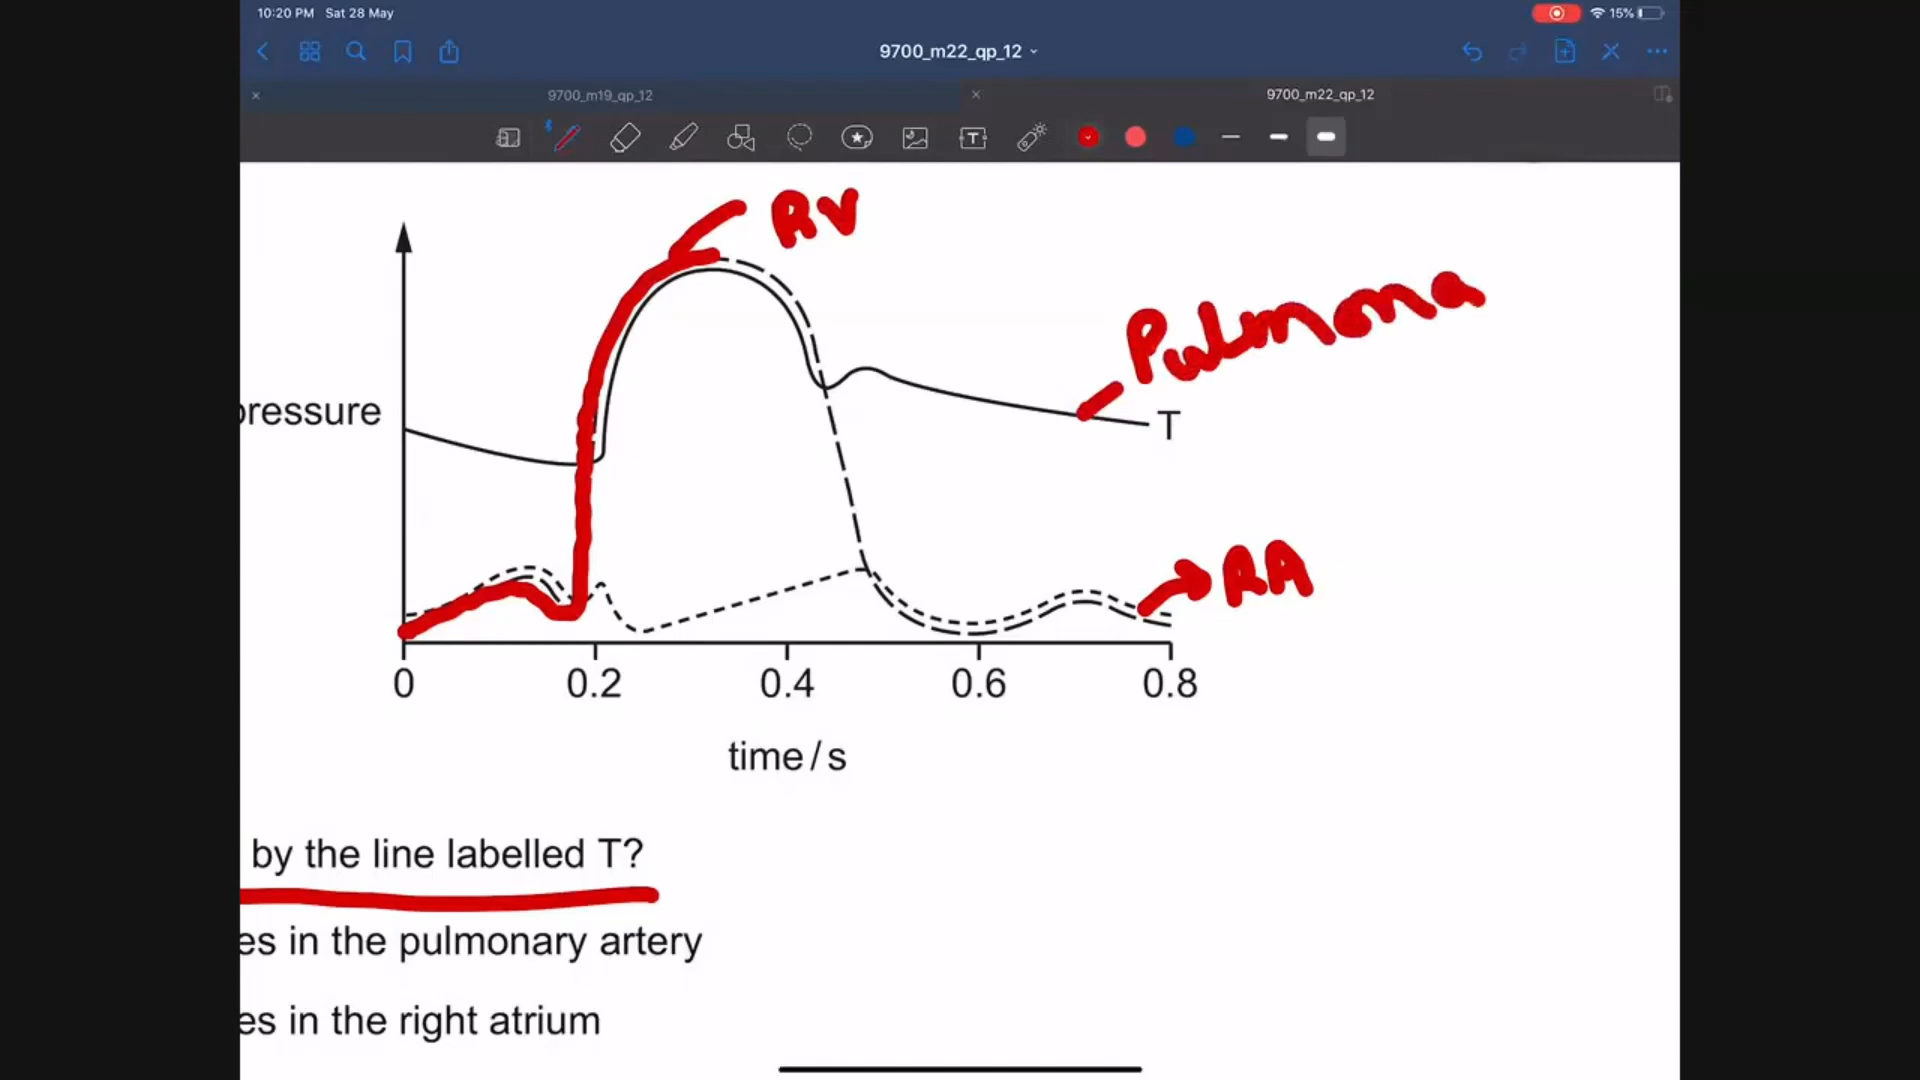 10:20 PM Sat 28 May
15%
9700_m22_qp_12
9700_m19_qp_12
9700_m22_qp_12
RV
Pulmona
pressure
T
RA
0 0.2 0.4 0.6 0.8
time / s
by the line labelled T?
es in the pulmonary artery
es in the right atrium